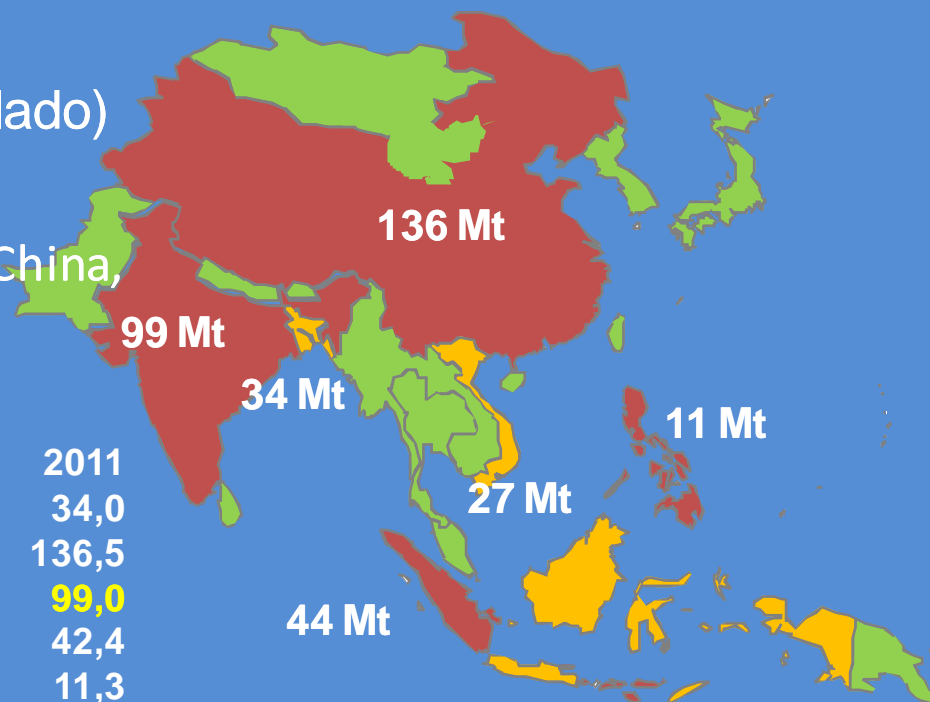 lado)
136 Mt
China,
99 Mt
34 Mt
11 Mt
2011
27 Mt
34,0
136,5
99,0
44 Mt
42,4
11,3